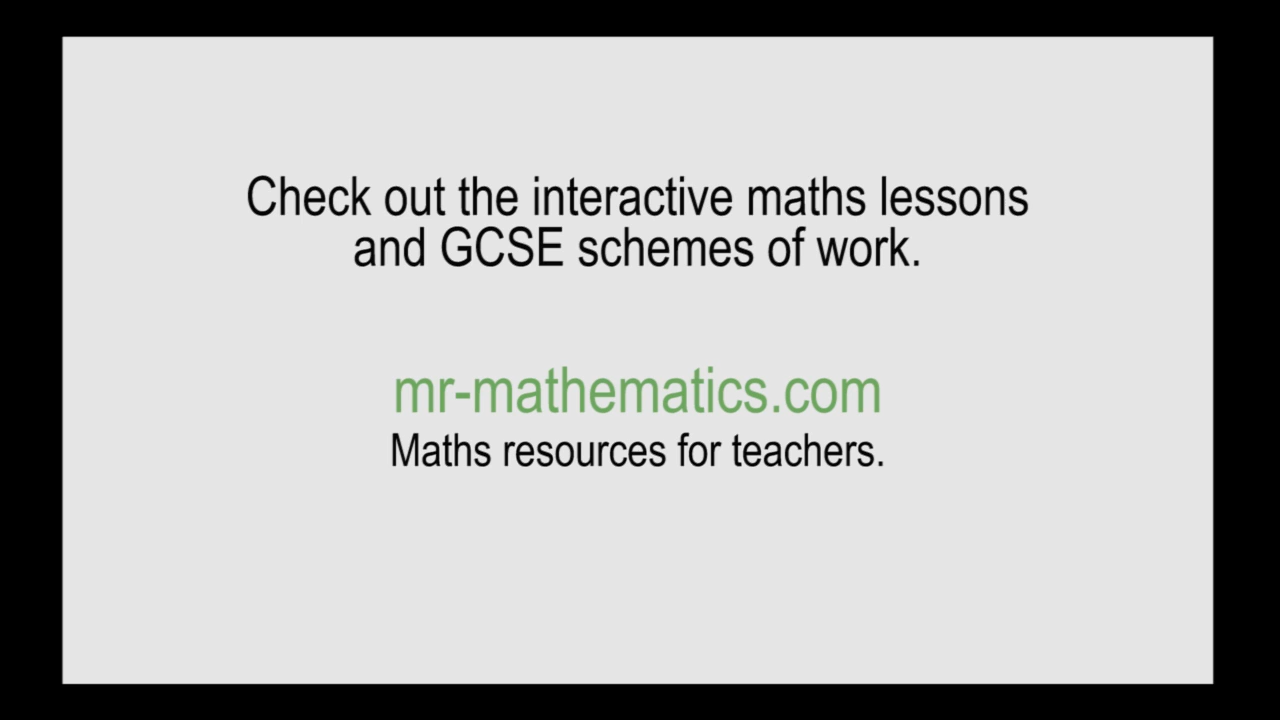 Check out the interactive maths lessons
and GCSE schemes of work.
mr-mathematics.com
Maths resources for teachers.